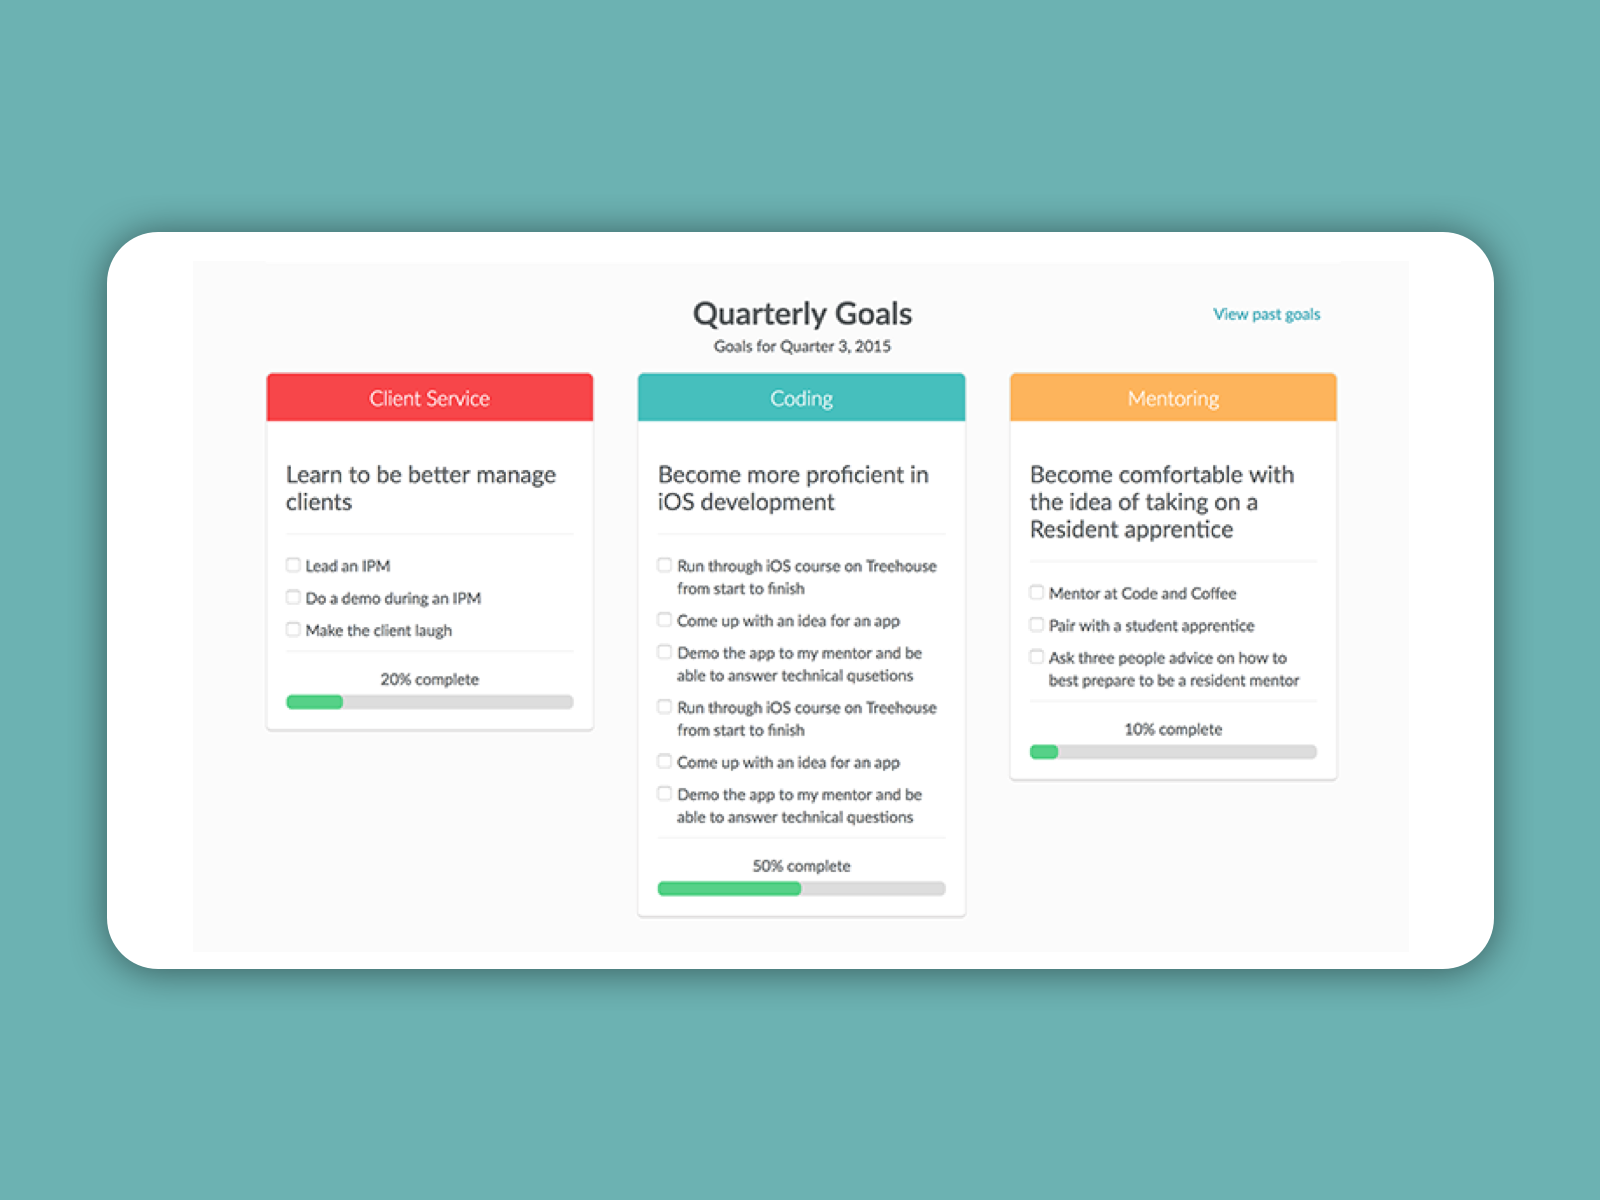 Quarterly Goals
View past goals
Goals for Quarter 3, 2015
Client Service
Learn to be better manage
clients
Lead an IPM
Do a demo during an IPM
Make the client laugh
20% complete
Coding
Become more proficient in
iOS development
Run through iOS course on Treehouse
from start to finish
Come up with an idea for an app
Demo the app to my mentor and be
able to answer technical qusetions
Run through iOS course on Treehouse
from start to finish
Come up with an idea for an app
Demo the app to my mentor and be
able to answer technical questions
50% complete
Mentoring
Become comfortable with
the idea of taking on a
Resident apprentice
Mentor at Code and Coffee
Pair with a student apprentice
Ask three people advice on how to
best prepare to be a resident mentor
10% complete